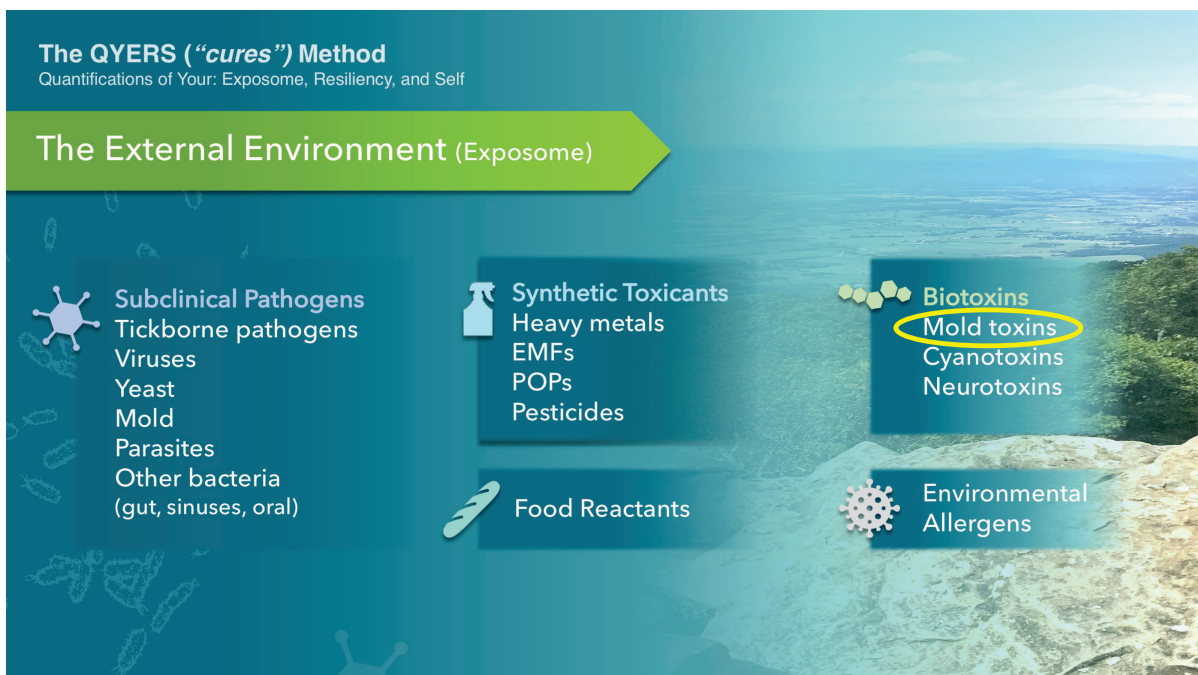 The QYERS (“cures”) Method
Quantifications of Your: Exposome, Resiliency, and Self
The External Environment (Exposome)
Subclinical Pathogens
Tickborne pathogens
Viruses
Yeast
Mold
Parasites
Other bacteria
(gut, sinuses, oral)
Synthetic Toxicants
Heavy metals
EMFs
POPs
Pesticides
Food Reactants
Biotoxins
Mold toxins
Cyanotoxins
Neurotoxins
Environmental
Allergens